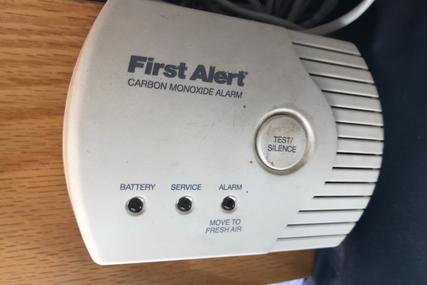 First Alert
CARBON MONOXIDE ALARM
TEST/
SILENCE
BATTERY SERVICE ALARM
MOVE TO
FRESH AIR